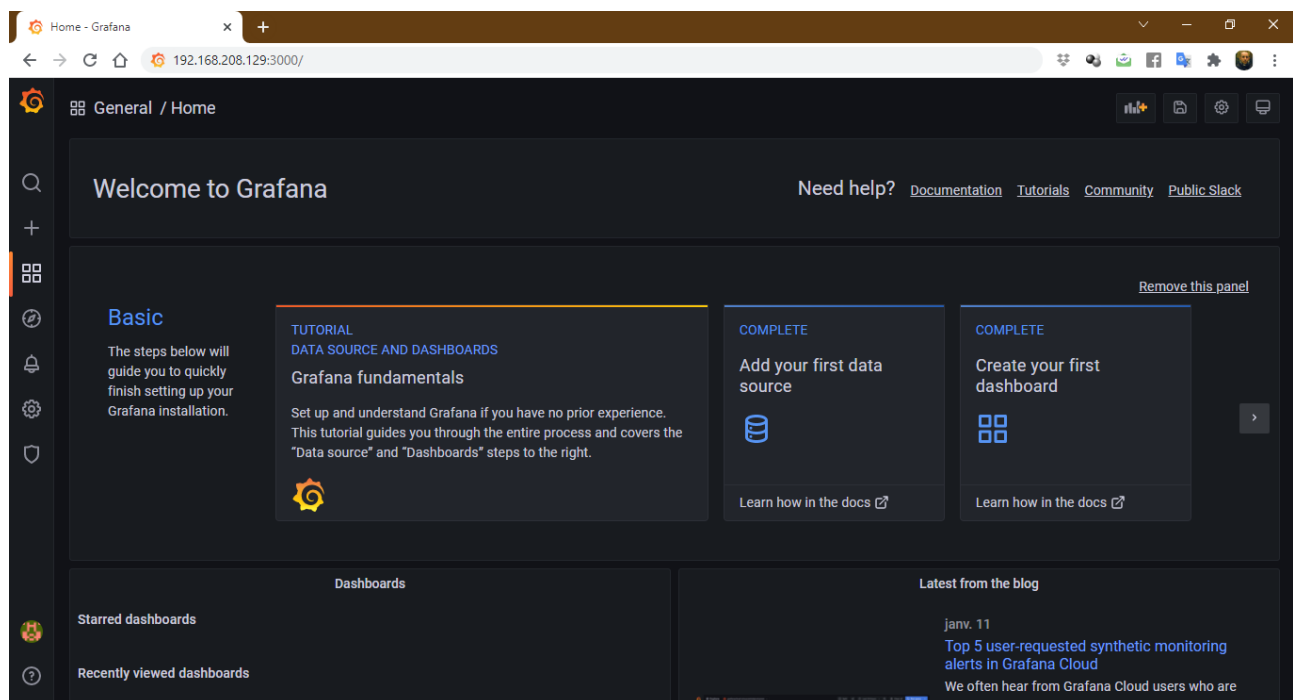 Home - Grafana
192.168.208.129:3000/
General / Home
Welcome to Grafana
Need help? Documentation Tutorials Community Public Slack
Remove this panel
Basic
The steps below will
guide you to quickly
finish setting up your
Grafana installation.
TUTORIAL
DATA SOURCE AND DASHBOARDS
Grafana fundamentals
Set up and understand Grafana if you have no prior experience.
This tutorial guides you through the entire process and covers the
"Data source" and "Dashboards" steps to the right.
COMPLETE
Add your first data
source
Learn how in the docs
COMPLETE
Create your first
dashboard
Learn how in the docs
Dashboards
Starred dashboards
Recently viewed dashboards
Latest from the blog
janv. 11
Top 5 user-requested synthetic monitoring
alerts in Grafana Cloud
We often hear from Grafana Cloud users who are